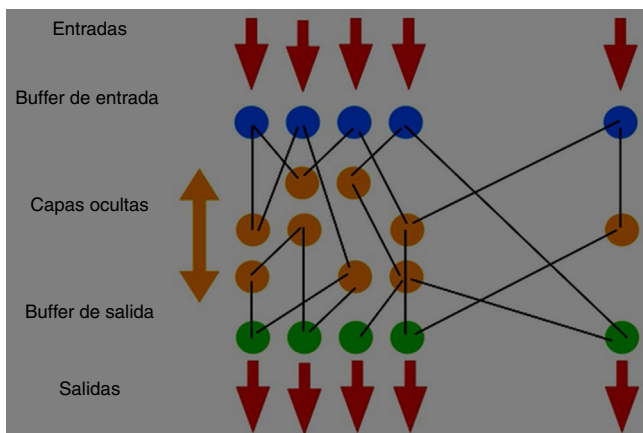 Entradas
Buffer de entrada
Capas ocultas
Buffer de salida
Salidas